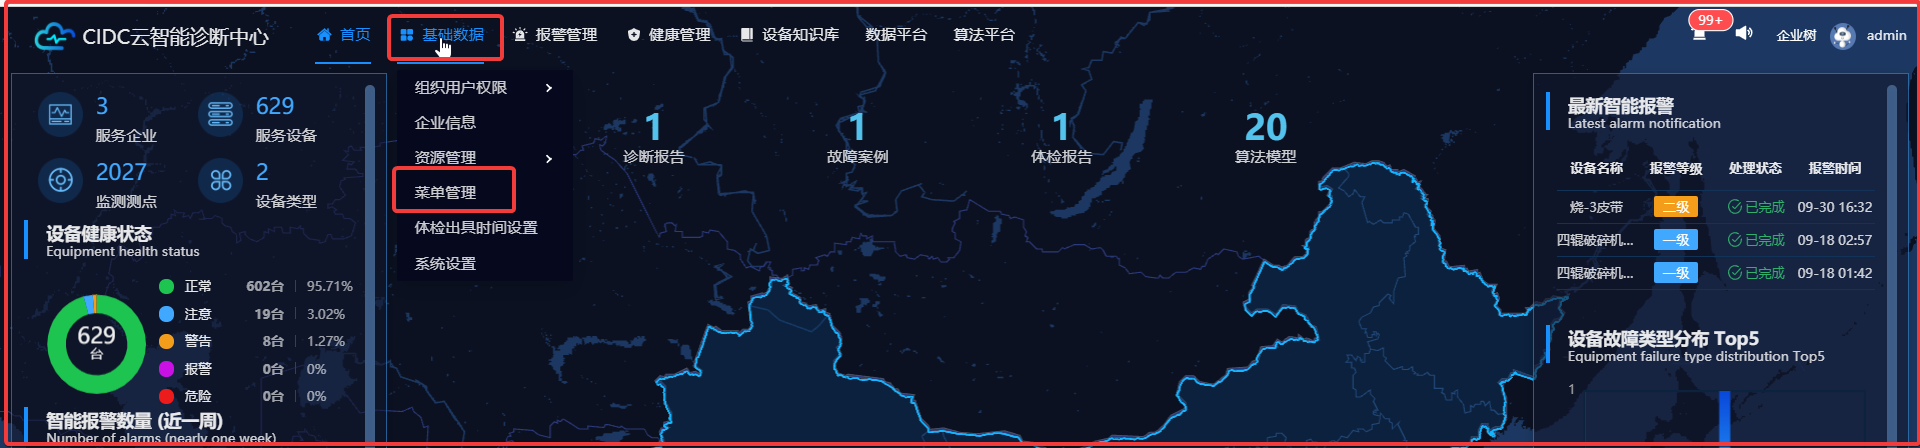 CIDC云智能诊断中心
首页
基础数据
报警管理
健康管理
设备知识库
数据平台
算法平台
99+
企业树
admin
3
服务企业
629
服务设备
2027
监测测点
2
设备类型
设备健康状态
Equipment health status
629
台
正常 602台 95.71%
注意 19台 3.02%
警告 8台 1.27%
报警 0台 0%
危险 0台 0%
智能报警数量 (近一周)
Number of alarms (nearly one week)
组织用户权限
企业信息
资源管理
菜单管理
体检出具时间设置
系统设置
1
诊断报告
1
故障案例
1
体检报告
20
算法模型
最新智能报警
Latest alarm notification
设备名称 报警等级 处理状态 报警时间
烧-3皮带 二级 已完成 09-30 16:32
四辊破碎机... 一级 已完成 09-18 02:57
四辊破碎机... 一级 已完成 09-18 01:42
设备故障类型分布 Top5
Equipment failure type distribution Top5
1